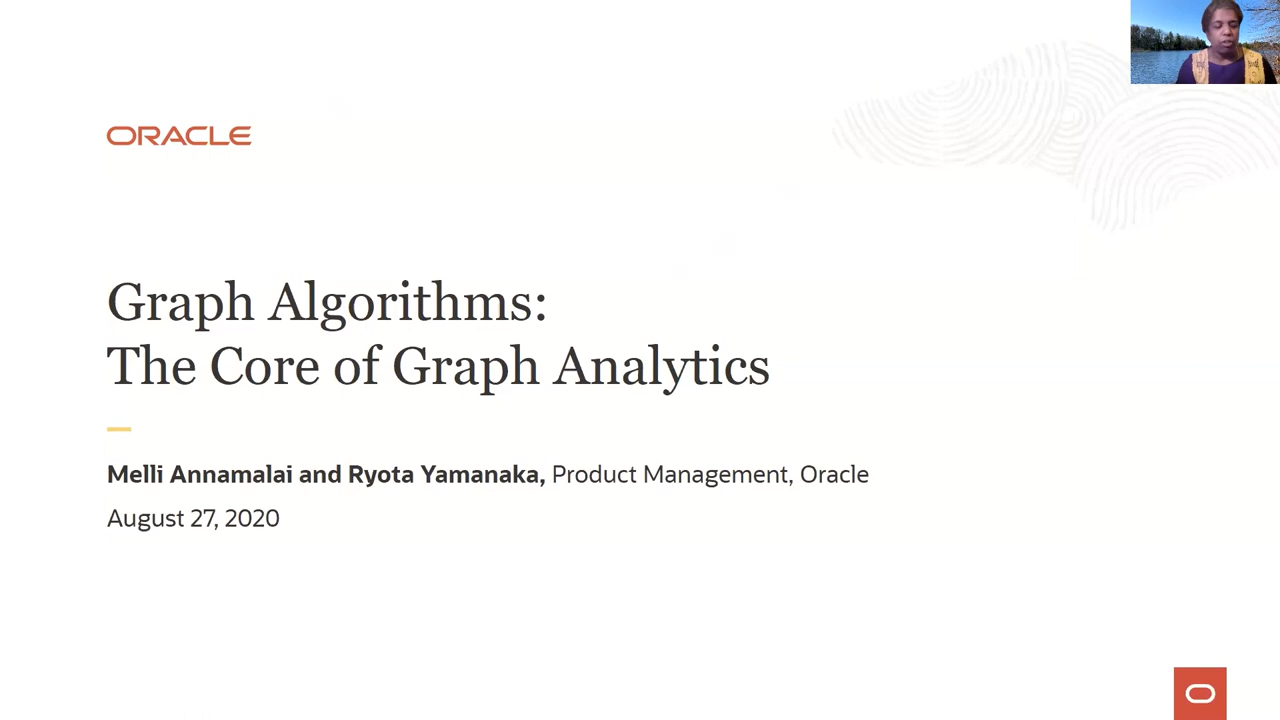 ORACLE
Graph Algorithms:
The Core of Graph Analytics
Melli Annamalai and Ryota Yamanaka, Product Management, Oracle
August 27, 2020